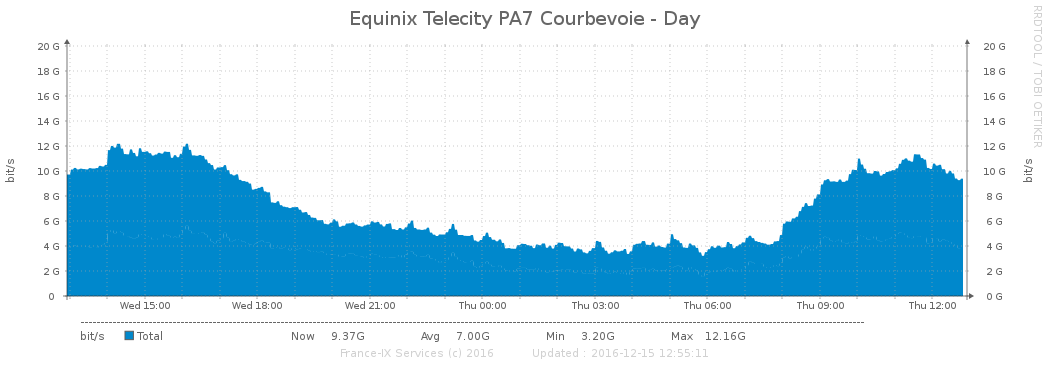 Equinix Telecity PA7 Courbevoie - Day
RRDTOOL / TOBI OETIKER
20 G 20 G
18 G 18 G
16 G 16 G
14 G 14 G
12 G 12 G
10 G 10 G
8 G 8 G
6 G 6 G
4 G 4 G
2 G 2 G
0 0 G
bit/s bit/s
Wed 15:00 Wed 18:00 Wed 21:00 Thu 00:00 Thu 03:00 Thu 06:00 Thu 09:00 Thu 12:00
bit/s Total Now 9.37G Avg 7.00G Min 3.20G Max 12.16G
France-IX Services (c) 2016 Updated : 2016-12-15 12:55:11